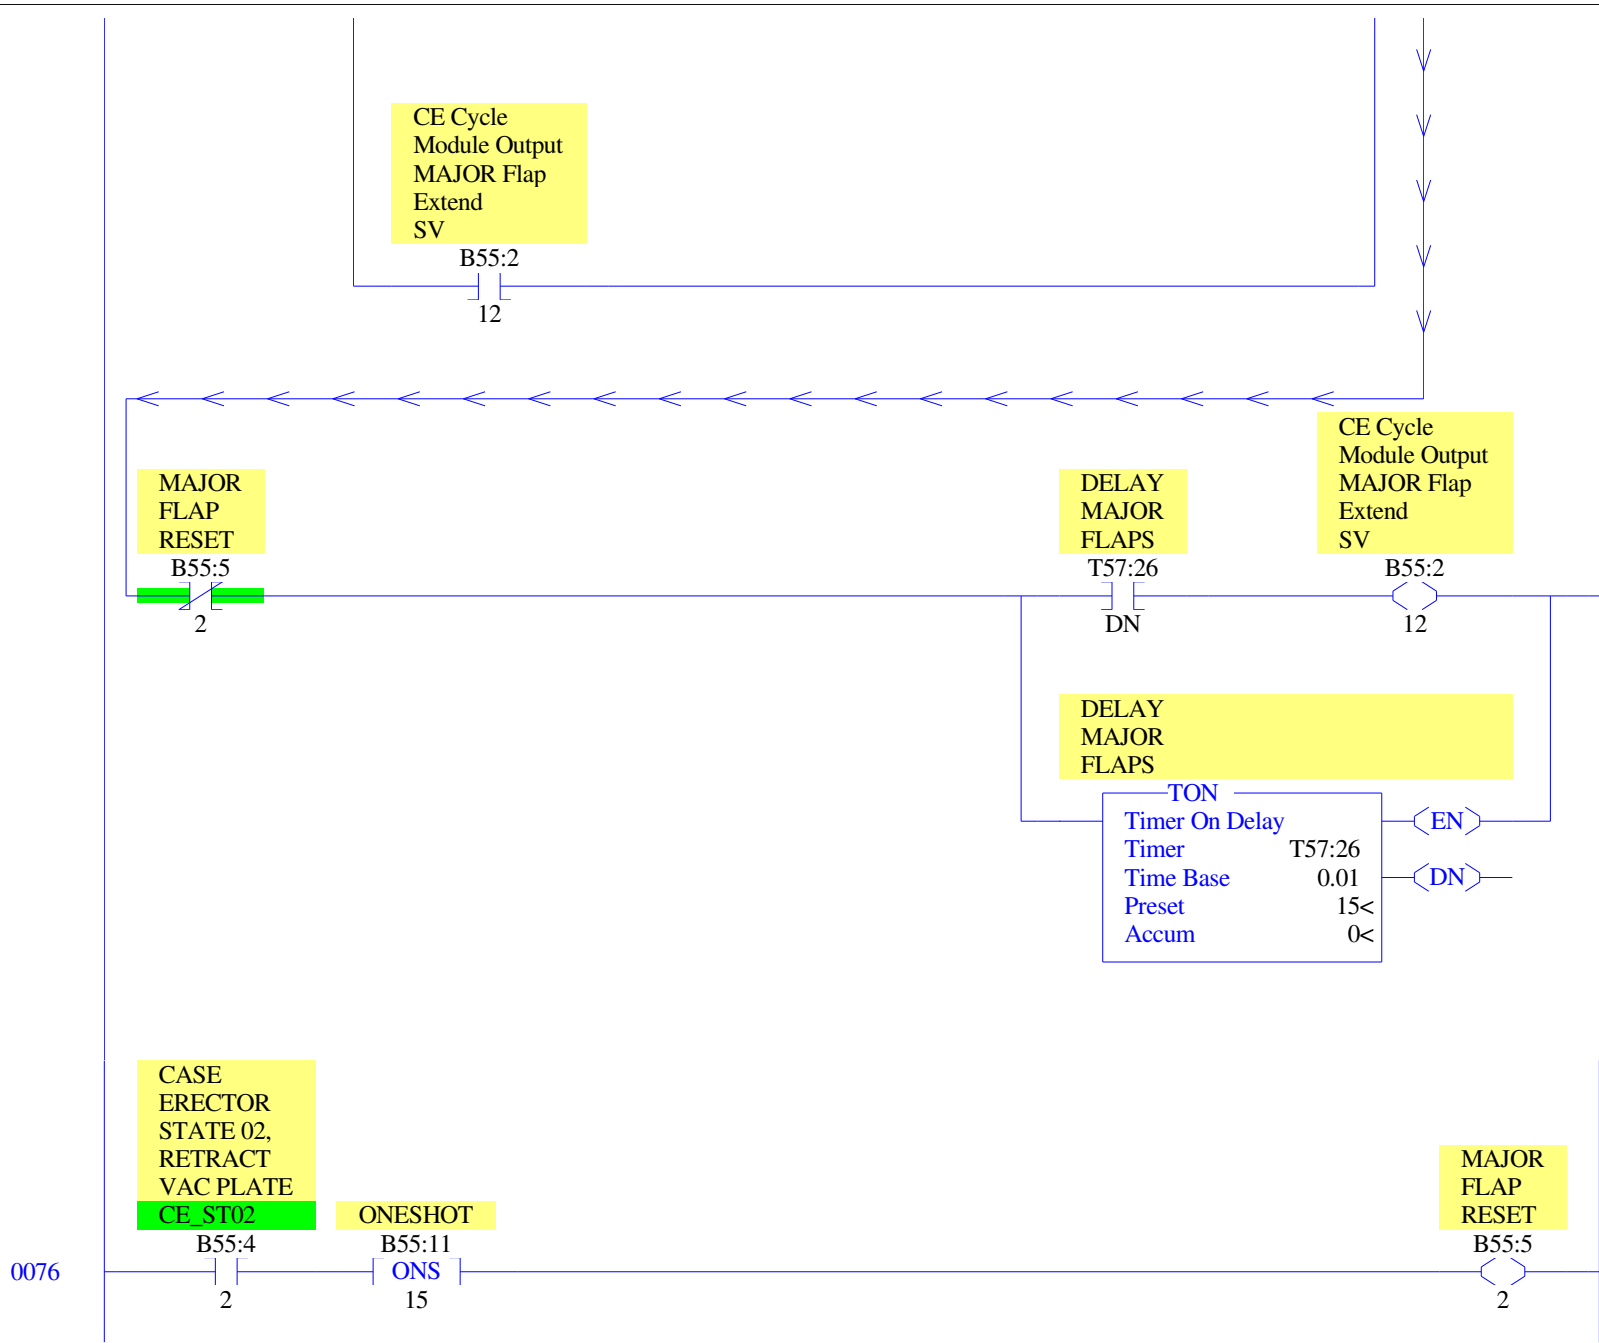 CE Cycle
Module Output
MAJOR Flap
Extend
SV
B55:2
12
MAJOR
FLAP
RESET
B55:5
2
DELAY
MAJOR
FLAPS
T57:26
DN
CE Cycle
Module Output
MAJOR Flap
Extend
SV
B55:2
12
DELAY
MAJOR
FLAPS
TON
Timer On Delay
Timer T57:26
Time Base 0.01
Preset 15<
Accum 0<
EN
DN
0076
CASE
ERECTOR
STATE 02,
RETRACT
VAC PLATE
CE_ST02
B55:4
2
ONESHOT
B55:11
ONS
15
MAJOR
FLAP
RESET
B55:5
2